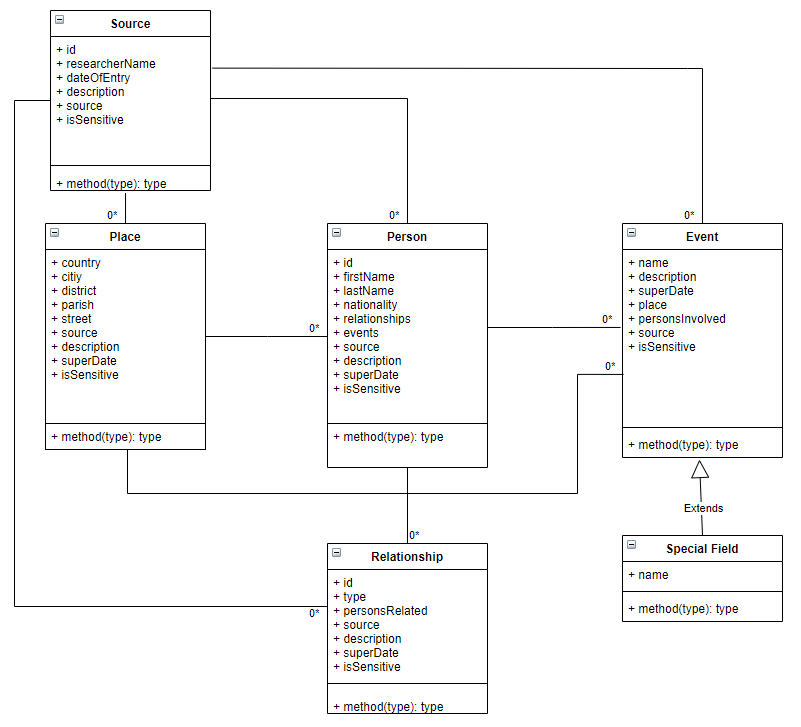 Source
+ id
+ researcherName
+ dateOfEntry
+ description
+ source
+ isSensitive
+ method(type): type
0*
0*
0*
Place
+ country
+ citiy
+ district
+ parish
+ street
+ source
+ description
+ superDate
+ isSensitive
+ method(type): type
0*
Person
+ id
+ firstName
+ lastName
+ nationality
+ relationships
+ events
+ source
+ description
+ superDate
+ isSensitive
+ method(type): type
0*
0*
Event
+ name
+ description
+ superDate
+ place
+ personsInvolved
+ source
+ isSensitive
+ method(type): type
Extends
0*
0*
Relationship
+ id
+ type
+ personsRelated
+ source
+ description
+ superDate
+ isSensitive
+ method(type): type
Special Field
+ name
+ method(type): type